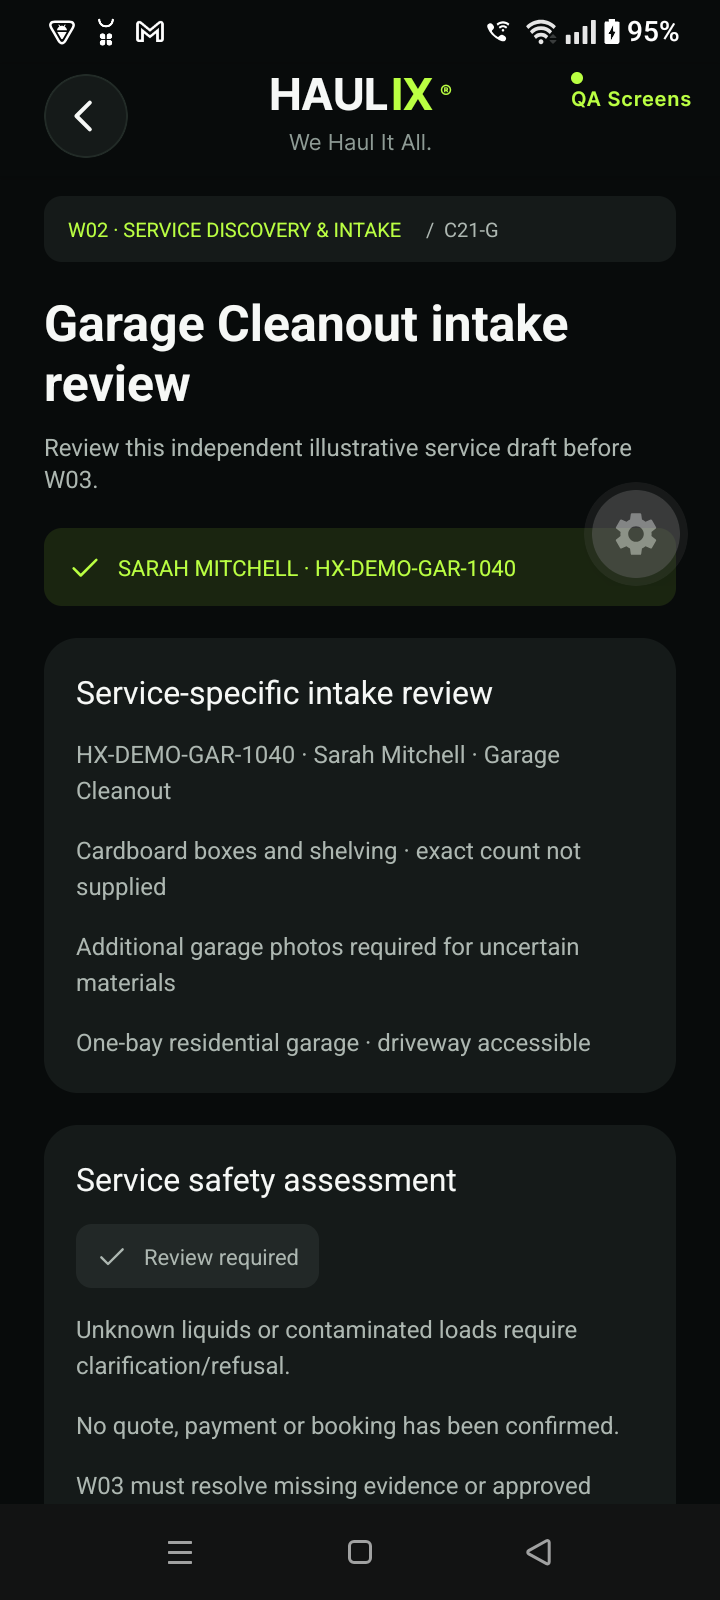 95%
HAULIX ®
QA Screens
We Haul It All.
W02 · SERVICE DISCOVERY & INTAKE / C21-G
Garage Cleanout intake
review
Review this independent illustrative service draft before
W03.
SARAH MITCHELL · HX-DEMO-GAR-1040
Service-specific intake review
HX-DEMO-GAR-1040 · Sarah Mitchell · Garage
Cleanout
Cardboard boxes and shelving · exact count not
supplied
Additional garage photos required for uncertain
materials
One-bay residential garage · driveway accessible
Service safety assessment
Review required
Unknown liquids or contaminated loads require
clarification/refusal.
No quote, payment or booking has been confirmed.
W03 must resolve missing evidence or approved